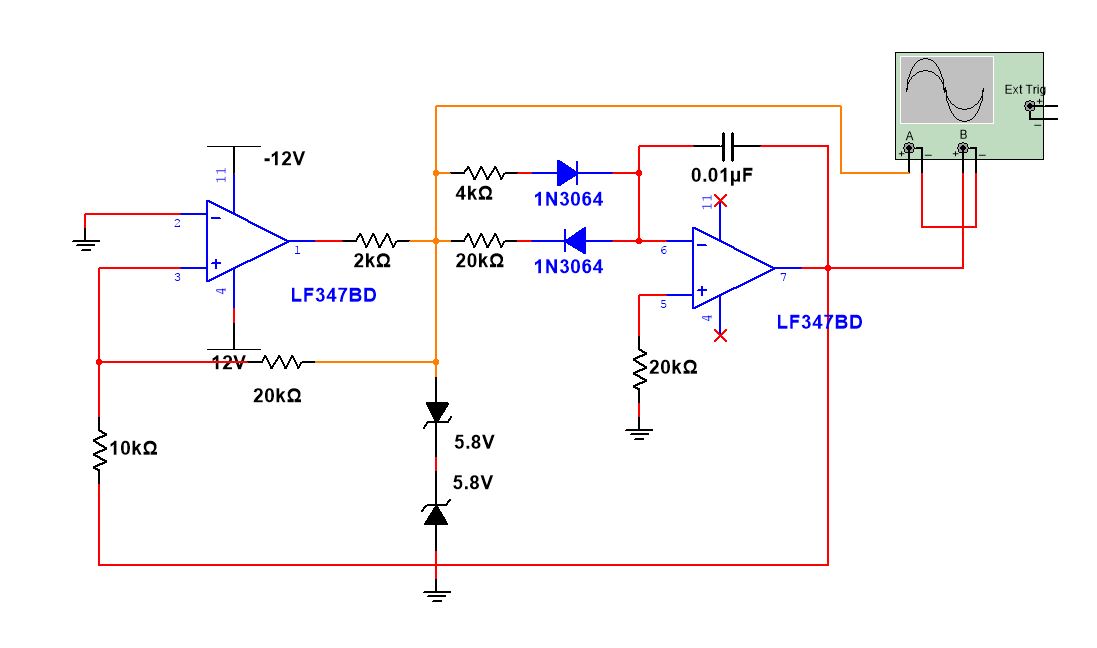 Ext Trig
+
−
A
B
+
−
+
−
-12V
11
0.01µF
4kΩ
1N3064
11
2
−
1
2kΩ
20kΩ
1N3064
6
−
3
+
4
LF347BD
7
5
+
4
LF347BD
12V
20kΩ
20kΩ
10kΩ
5.8V
5.8V